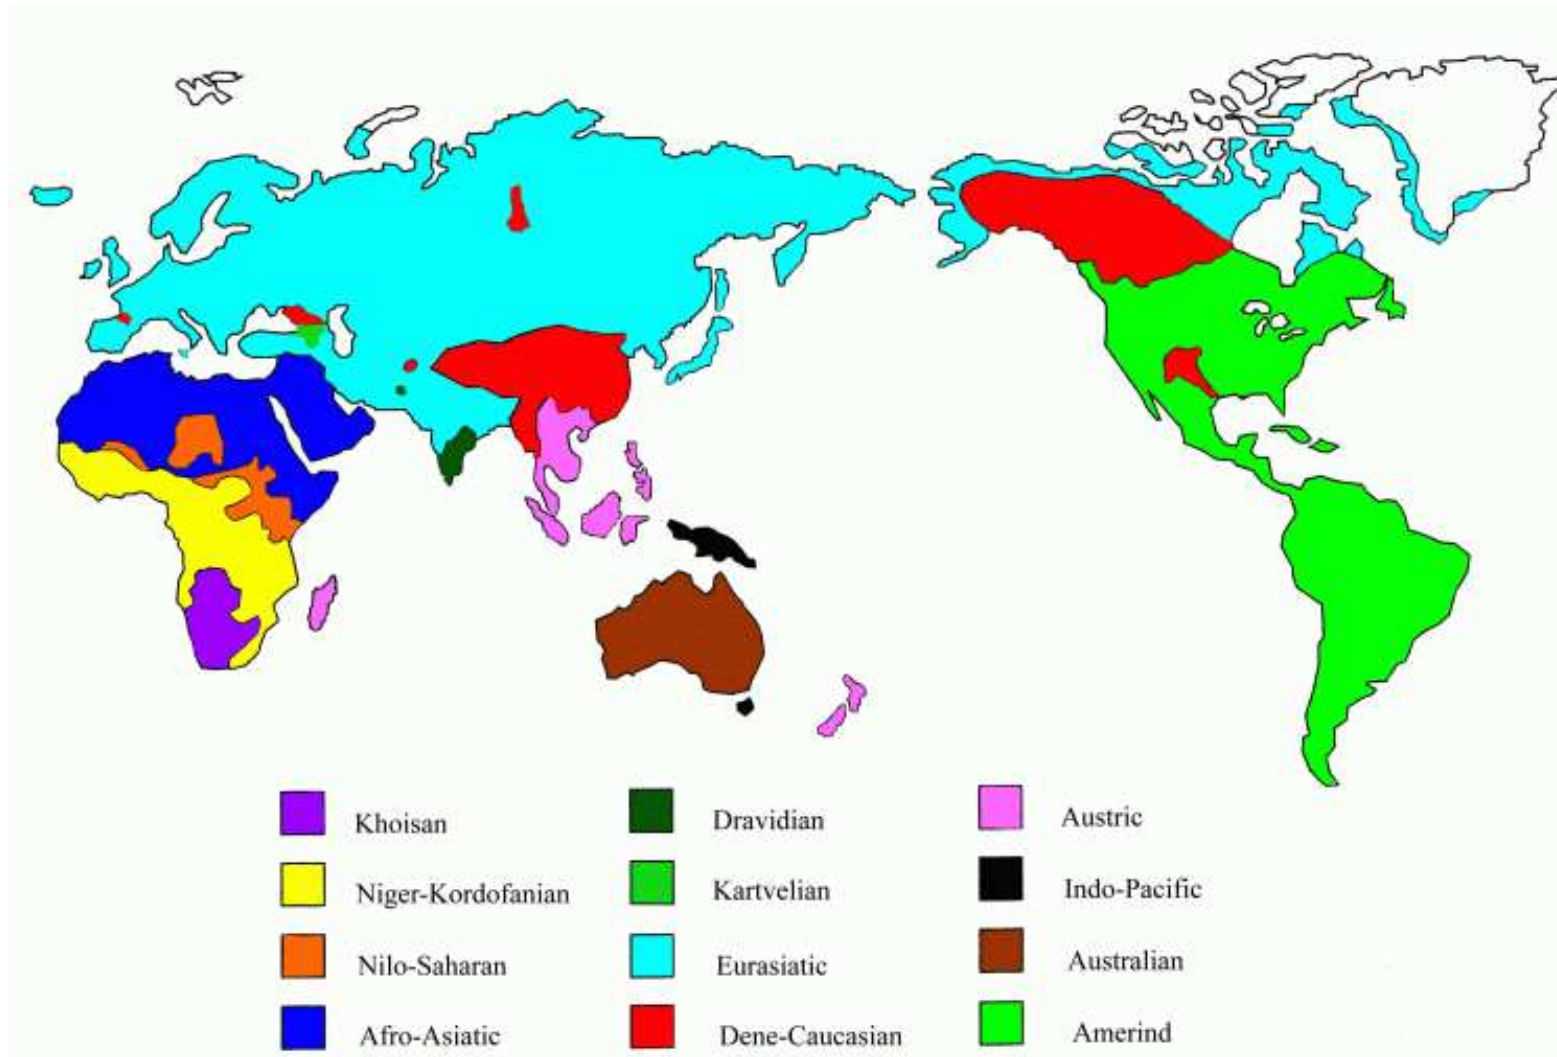 Khoisan
Niger-Kordofanian
Nilo-Saharan
Afro-Asiatic
Dravidian
Kartvelian
Eurasiatic
Dene-Caucasian
Austric
Indo-Pacific
Australian
Amerind